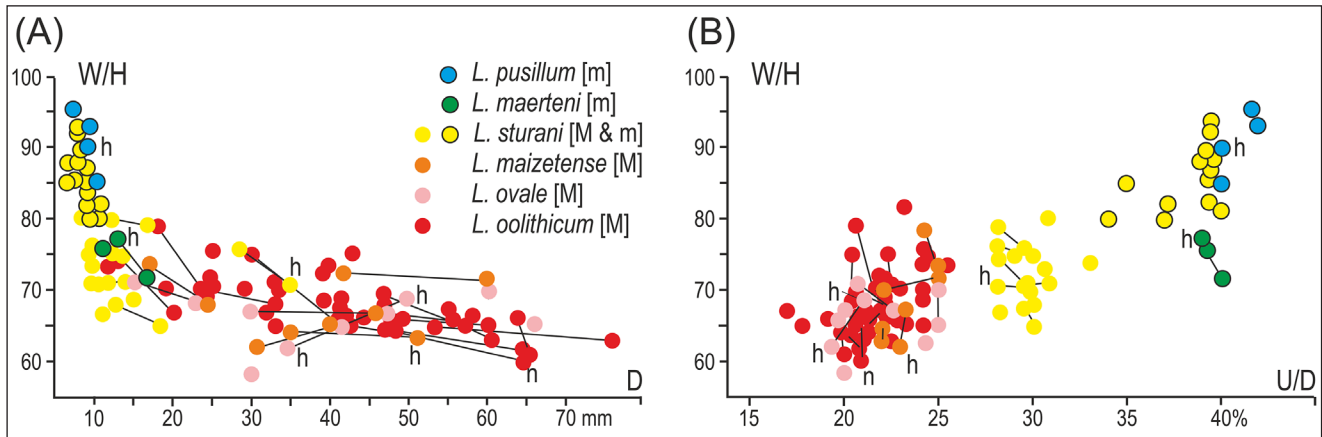 (A)
W/H
100
90
80
70
60
10 20 30 40 50 60 70 mm
D
h
h
h
h
h
h
n
L. pusillum [m]
L. maerteni [m]
L. sturani [M & m]
L. maizetense [M]
L. ovale [M]
L. oolithicum [M]
(B)
W/H
100
90
80
70
60
15 20 25 30 35 40%
U/D
h
h
h
h
h
h
n